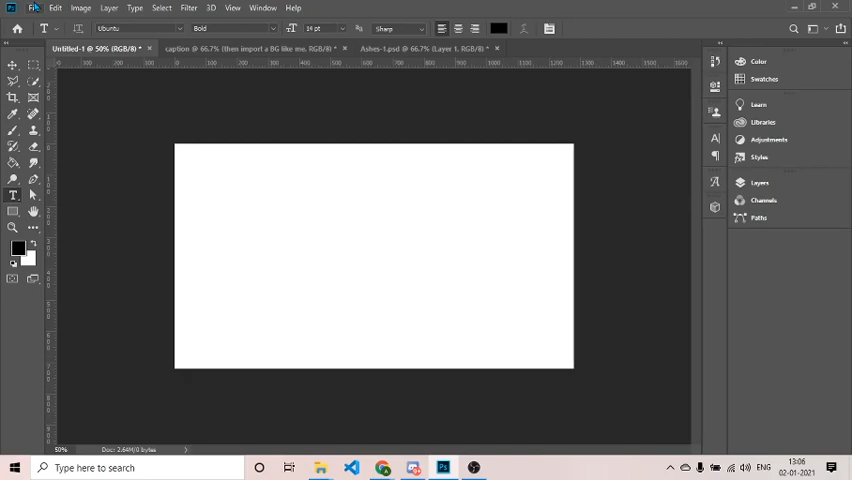 Ps File Edit Image Layer Type Select Filter 3D View Window Help
Ubuntu Bold 14 pt Sharp
Untitled-1 @ 50% (RGB/8) * × caption @ 66.7% (then import a BG like me, RGB/8*) * × Ashes-1.psd @ 66.7% (Layer 1, RGB/8*) * ×
Color
Swatches
Learn
Libraries
Adjustments
Styles
Layers
Channels
Paths
50% Doc: 2.64M/0 bytes
Type here to search
ENG
13:06
02-01-2021